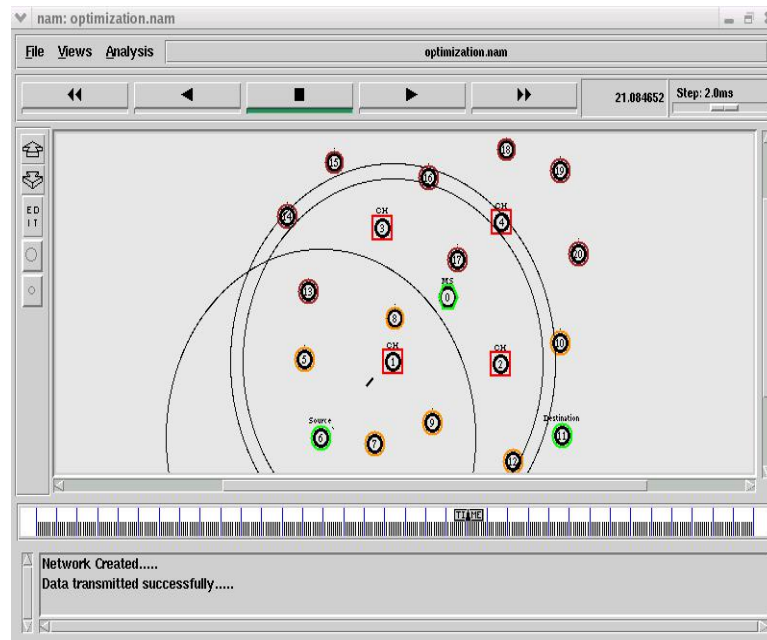 nam: optimization.nam
File Views Analysis
optimization.nam
21.084652
Step: 2.0ms
ED
IT
18
15
19
16
14
CH
3
CH
4
17
20
MS
0
13
8
5
CH
1
CH
2
10
Source
6
7
9
Destination
11
12
TIME
Network Created.....
Data transmitted successfully.....